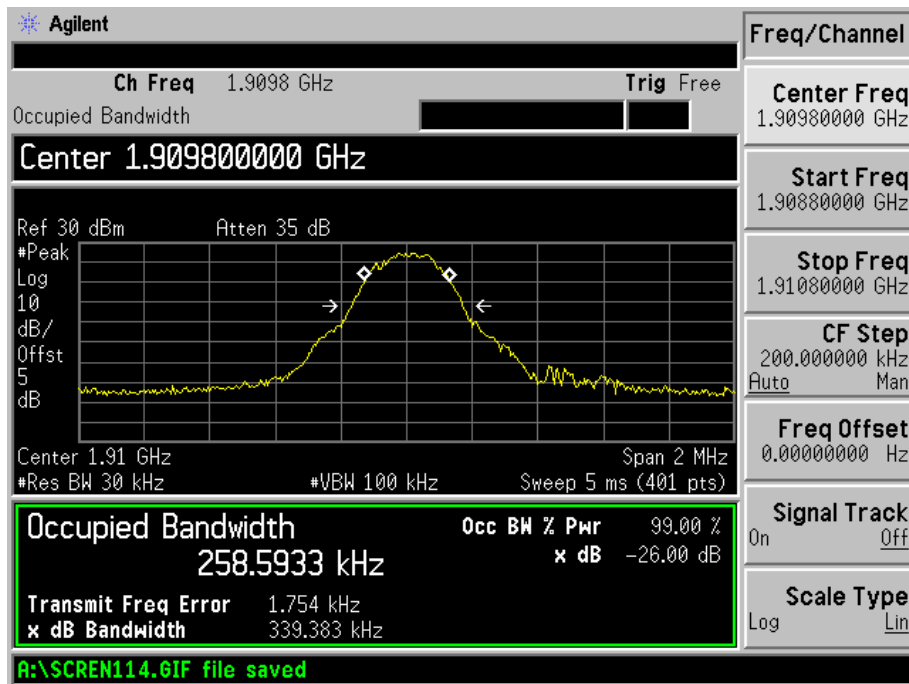 Agilent
Ch Freq 1.9098 GHz Trig Free
Occupied Bandwidth
Center 1.909800000 GHz
Ref 30 dBm Atten 35 dB
#Peak
Log
10
dB/
Offst
5
dB
Center 1.91 GHz Span 2 MHz
#Res BW 30 kHz #VBW 100 kHz Sweep 5 ms (401 pts)
Occupied Bandwidth Occ BW % Pwr 99.00 %
258.5933 kHz x dB -26.00 dB
Transmit Freq Error 1.754 kHz
x dB Bandwidth 339.383 kHz
A:\SCREN114.GIF file saved
Freq/Channel
Center Freq
1.90980000 GHz
Start Freq
1.90880000 GHz
Stop Freq
1.91080000 GHz
CF Step
200.000000 kHz
Auto Man
Freq Offset
0.00000000 Hz
Signal Track
On Off
Scale Type
Log Lin